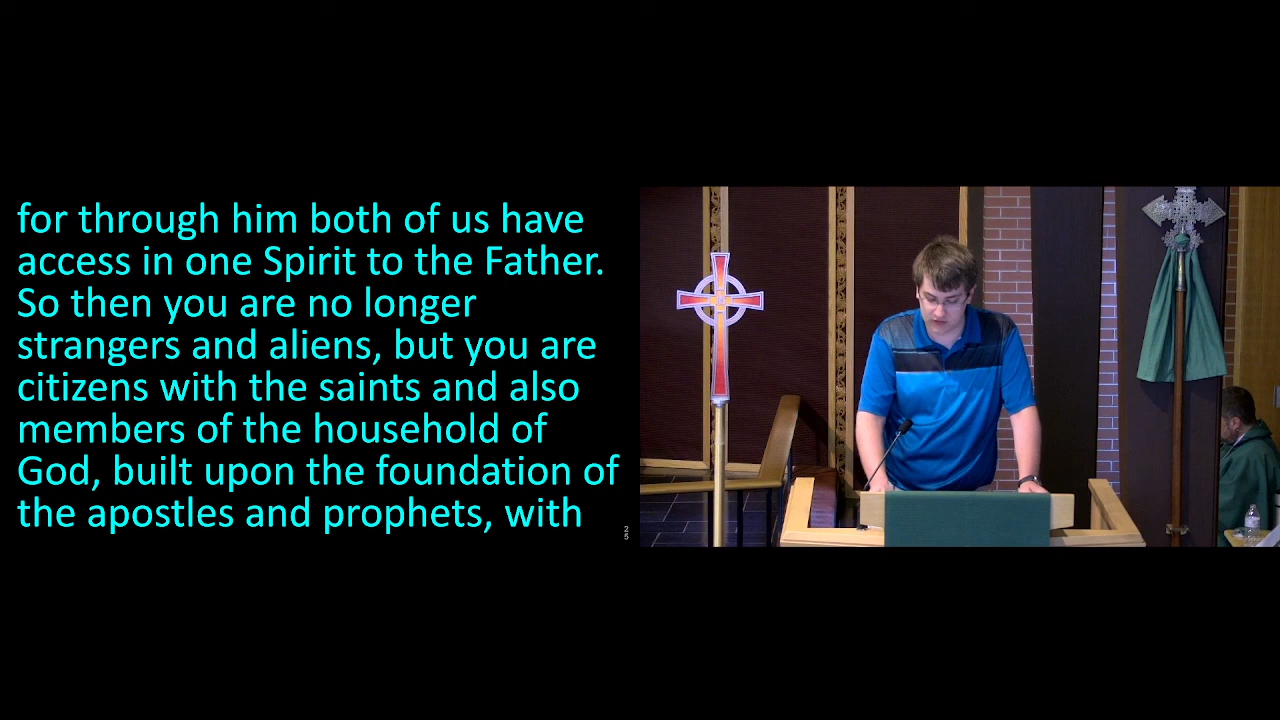 for through him both of us have
access in one Spirit to the Father.
So then you are no longer
strangers and aliens, but you are
citizens with the saints and also
members of the household of
God, built upon the foundation of
the apostles and prophets, with
2
5